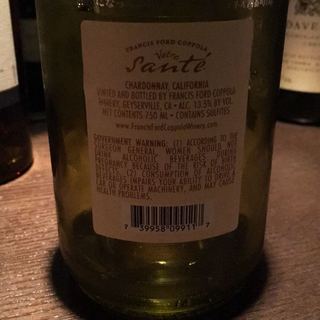 FRANCIS FORD COPPOLA
Votre
Santé
CHARDONNAY, CALIFORNIA
VINTED AND BOTTLED BY FRANCIS FORD COPPOLA
WINERY, GEYSERVILLE, CA • ALC. 13.5% BY VOL.
NET CONTENTS 750 ML • CONTAINS SULFITES
www.FrancisFordCoppolaWinery.com
GOVERNMENT WARNING: (1) ACCORDING TO THE
SURGEON GENERAL, WOMEN SHOULD NOT
DRINK ALCOHOLIC BEVERAGES DURING
PREGNANCY BECAUSE OF THE RISK OF BIRTH
DEFECTS. (2) CONSUMPTION OF ALCOHOLIC
BEVERAGES IMPAIRS YOUR ABILITY TO DRIVE A
CAR OR OPERATE MACHINERY, AND MAY CAUSE
HEALTH PROBLEMS.
7 39958 09911 7
DAVE